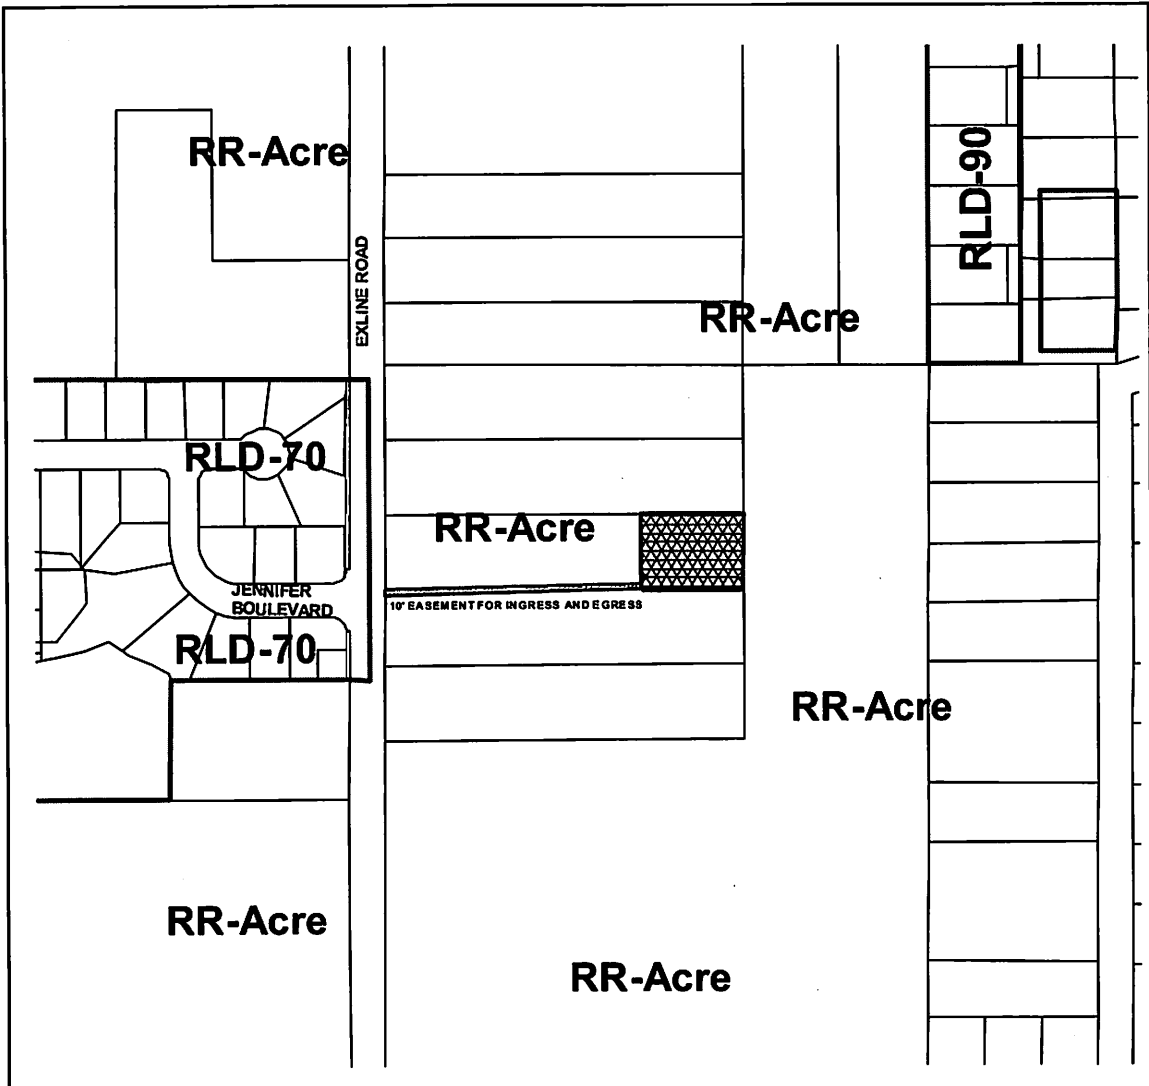 RR-Acre
RLD-90
EXLINE ROAD
RR-Acre
RLD-70
RR-Acre
JENNIFER
BOULEVARD
10' EASEMENT FOR INGRESS AND EGRESS
RLD-70
RR-Acre
RR-Acre
RR-Acre